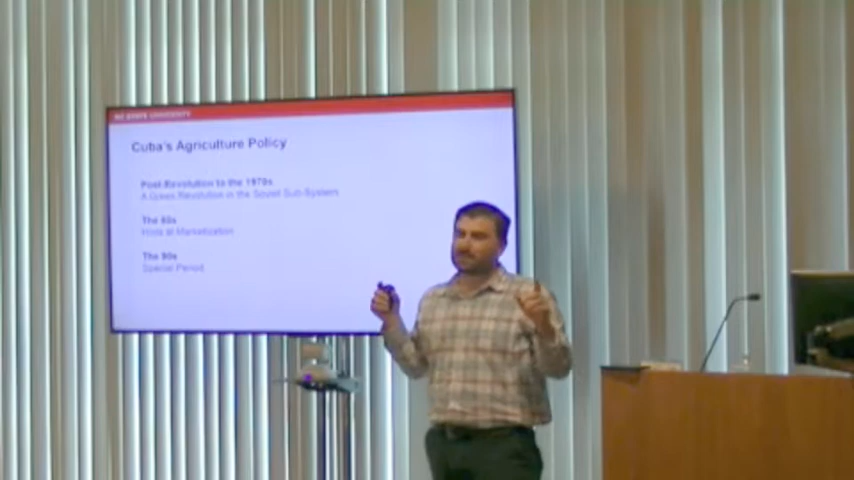 NC STATE UNIVERSITY
Cuba's Agriculture Policy
Post-Revolution to the 1970s
A Green Revolution in the Soviet Sub-System
The 80s
Hints at Marketization
The 90s
Special Period